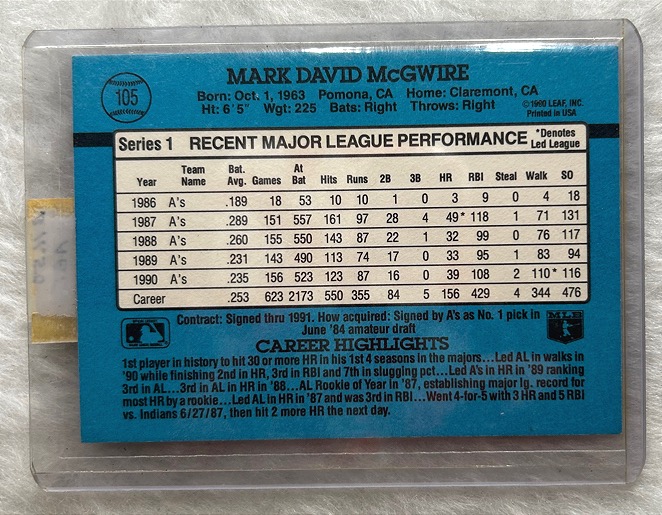 105
MARK DAVID McGWIRE
Born: Oct. 1, 1963 Pomona, CA Home: Claremont, CA
Ht: 6' 5" Wgt: 225 Bats: Right Throws: Right
©1990 LEAF, INC.
Printed in USA
Series 1 RECENT MAJOR LEAGUE PERFORMANCE *Denotes Led League
Year Team Name Bat. Avg. Games At Bat Hits Runs 2B 3B HR RBI Steal Walk SO
1986 A's .189 18 53 10 10 1 0 3 9 0 4 18
1987 A's .289 151 557 161 97 28 4 49* 118 1 71 131
1988 A's .260 155 550 143 87 22 1 32 99 0 76 117
1989 A's .231 143 490 113 74 17 0 33 95 1 83 94
1990 A's .235 156 523 123 87 16 0 39 108 2 110* 116
Career .253 623 2173 550 355 84 5 156 429 4 344 476
Contract: Signed thru 1991. How acquired: Signed by A's as No. 1 pick in
June '84 amateur draft
MLB
CAREER HIGHLIGHTS
1st player in history to hit 30 or more HR in his 1st 4 seasons in the majors...Led AL in walks in
'90 while finishing 2nd in HR, 3rd in RBI and 7th in slugging pct...Led A's in HR in '89 ranking
3rd in AL...3rd in AL in HR in '88...AL Rookie of Year in '87, establishing major lg. record for
most HR by a rookie...Led AL in HR in '87 and was 3rd in RBI...Went 4-for-5 with 3 HR and 5 RBI
vs. Indians 6/27/87, then hit 2 more HR the next day.